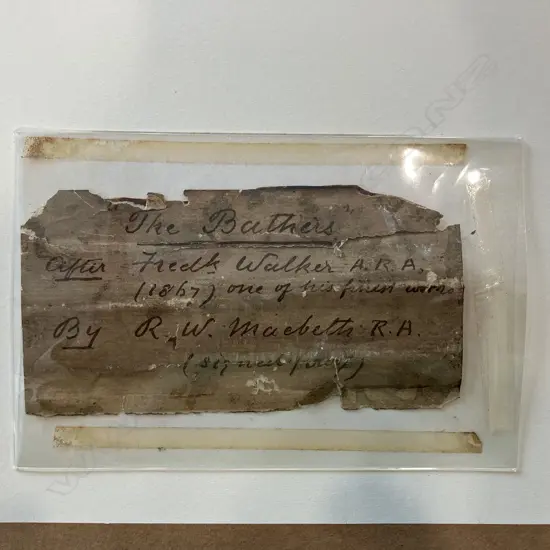 "The Bathers"
After Fredk Walker A.R.A.
(1867) one of his finest works
By R. W. Macbeth R.A.
(signed proof)